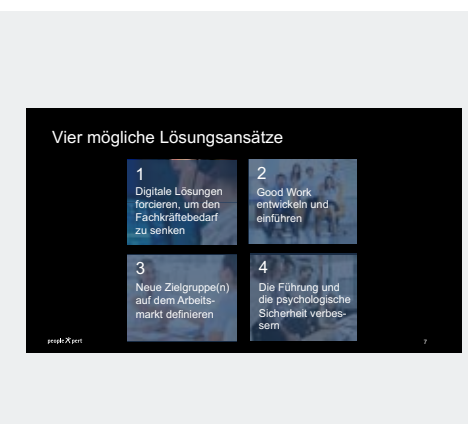 Vier mögliche Lösungsansätze
1
Digitale Lösungen
forcieren, um den
Fachkräftebedarf
zu senken
2
Good Work
entwickeln und
einführen
3
Neue Zielgruppe(n)
auf dem Arbeits-
markt definieren
4
Die Führung und
die psychologische
Sicherheit verbes-
sern
people X pert
7